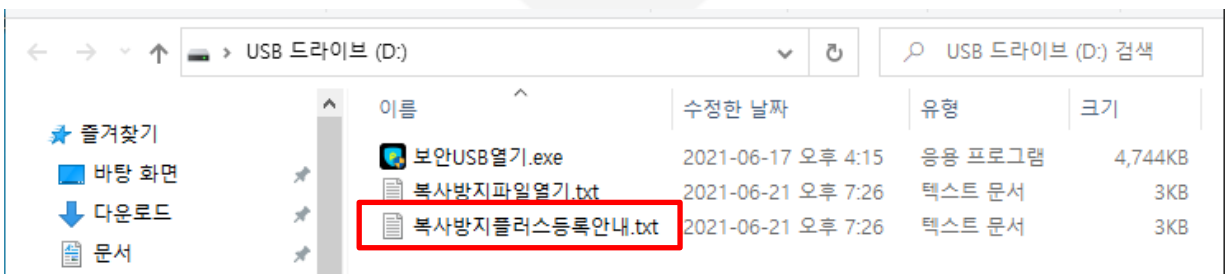 USB 드라이브 (D:)
USB 드라이브 (D:) 검색
이름 수정한 날짜 유형 크기
즐겨찾기
바탕 화면
다운로드
문서
보안USB열기.exe 2021-06-17 오후 4:15 응용 프로그램 4,744KB
복사방지파일열기.txt 2021-06-21 오후 7:26 텍스트 문서 3KB
복사방지플러스등록안내.txt 2021-06-21 오후 7:26 텍스트 문서 3KB